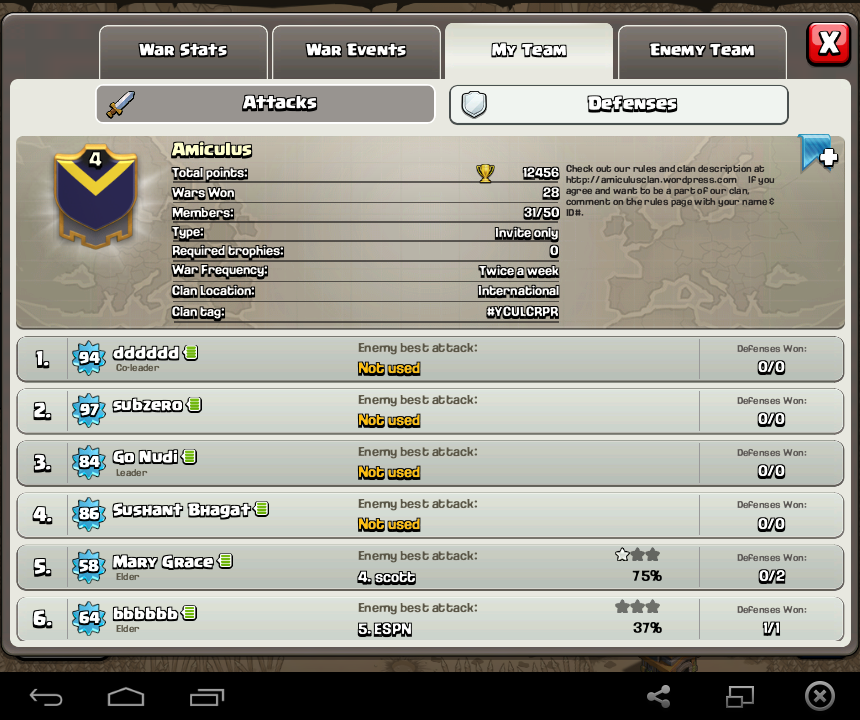 War Stats
War Events
My Team
Enemy Team
X
Attacks
Defenses
4
Amiculus
Total points: 12456
Wars Won 28
Members: 31/50
Type: Invite only
Required trophies: 0
War Frequency: Twice a week
Clan Location: International
Clan tag: #YCULCRPR
Check out our rules and clan description at
http://amiculusclan.wordpress.com If you
agree and want to be a part of our clan,
comment on the rules page with your name &
ID#.
1. 94 dddddd Enemy best attack: Defenses Won:
Co-leader Not used 0/0
2. 97 subzero Enemy best attack: Defenses Won:
Not used 0/0
3. 84 Go Nudi Enemy best attack: Defenses Won:
Leader Not used 0/0
4. 86 Sushant Bhagat Enemy best attack: Defenses Won:
Not used 0/0
5. 58 Mary Grace Enemy best attack: Defenses Won:
Elder 4. scott 75% 0/2
6. 64 bbbbbb Enemy best attack: Defenses Won:
Elder 5. ESPN 37% 1/1